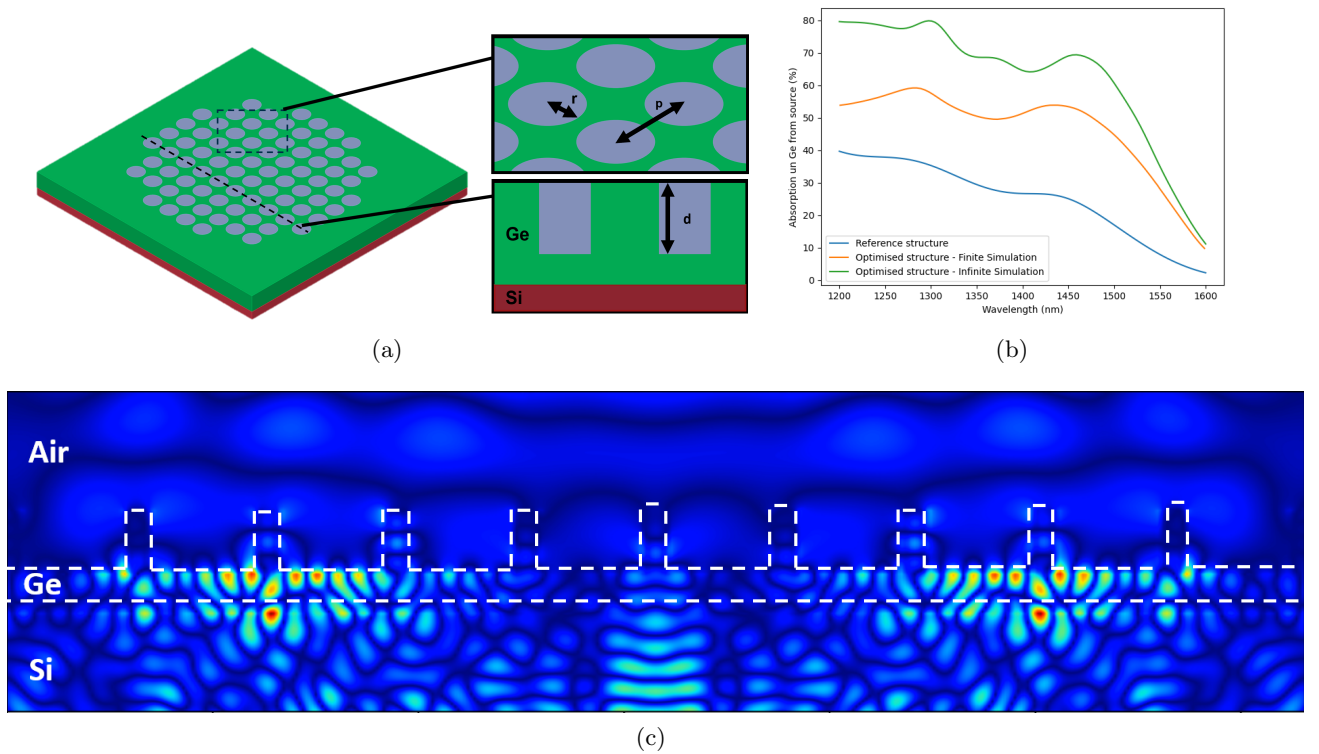 r
p
Ge
d
Si
(a)
Absorption un Ge from source (%)
80
70
60
50
40
30
20
10
0
Reference structure
Optimised structure - Finite Simulation
Optimised structure - Infinite Simulation
1200 1250 1300 1350 1400 1450 1500 1550 1600
Wavelength (nm)
(b)
Air
Ge
Si
(c)